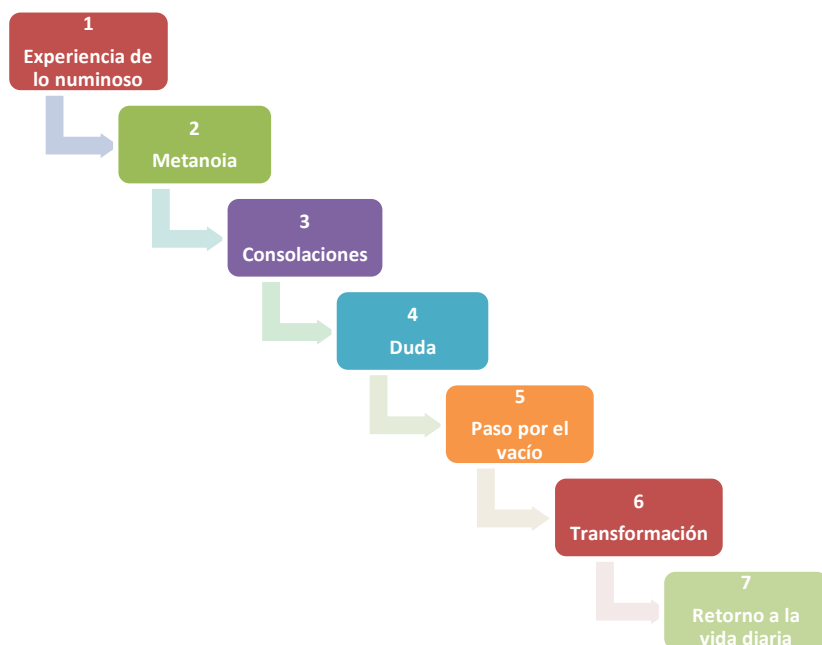 1
Experiencia de
lo numinoso
2
Metanoia
3
Consolaciones
4
Duda
5
Paso por el
vacío
6
Transformación
7
Retorno a la
vida diaria